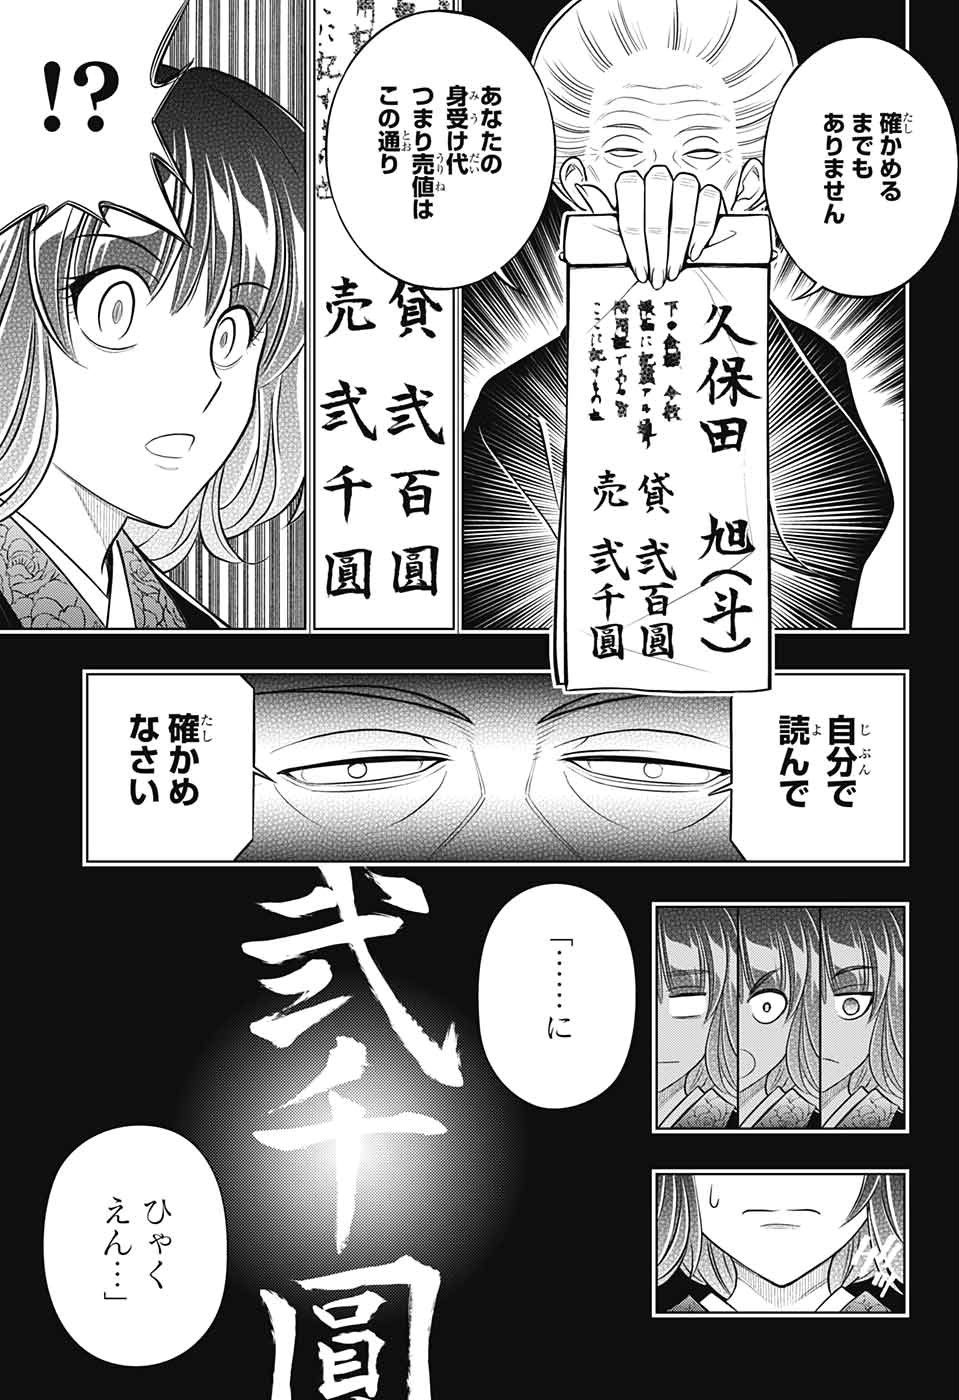 確かめる
までも
ありません
久保田 旭(斗)
貸 弐百圓
売 弐千圓
あなたの
身受け代
つまり売値は
この通り
貸 弐百圓
売 弐千圓
!?
自分で
読んで
確かめ
なさい
「……に
弐千圓
ひゃく
えん…」